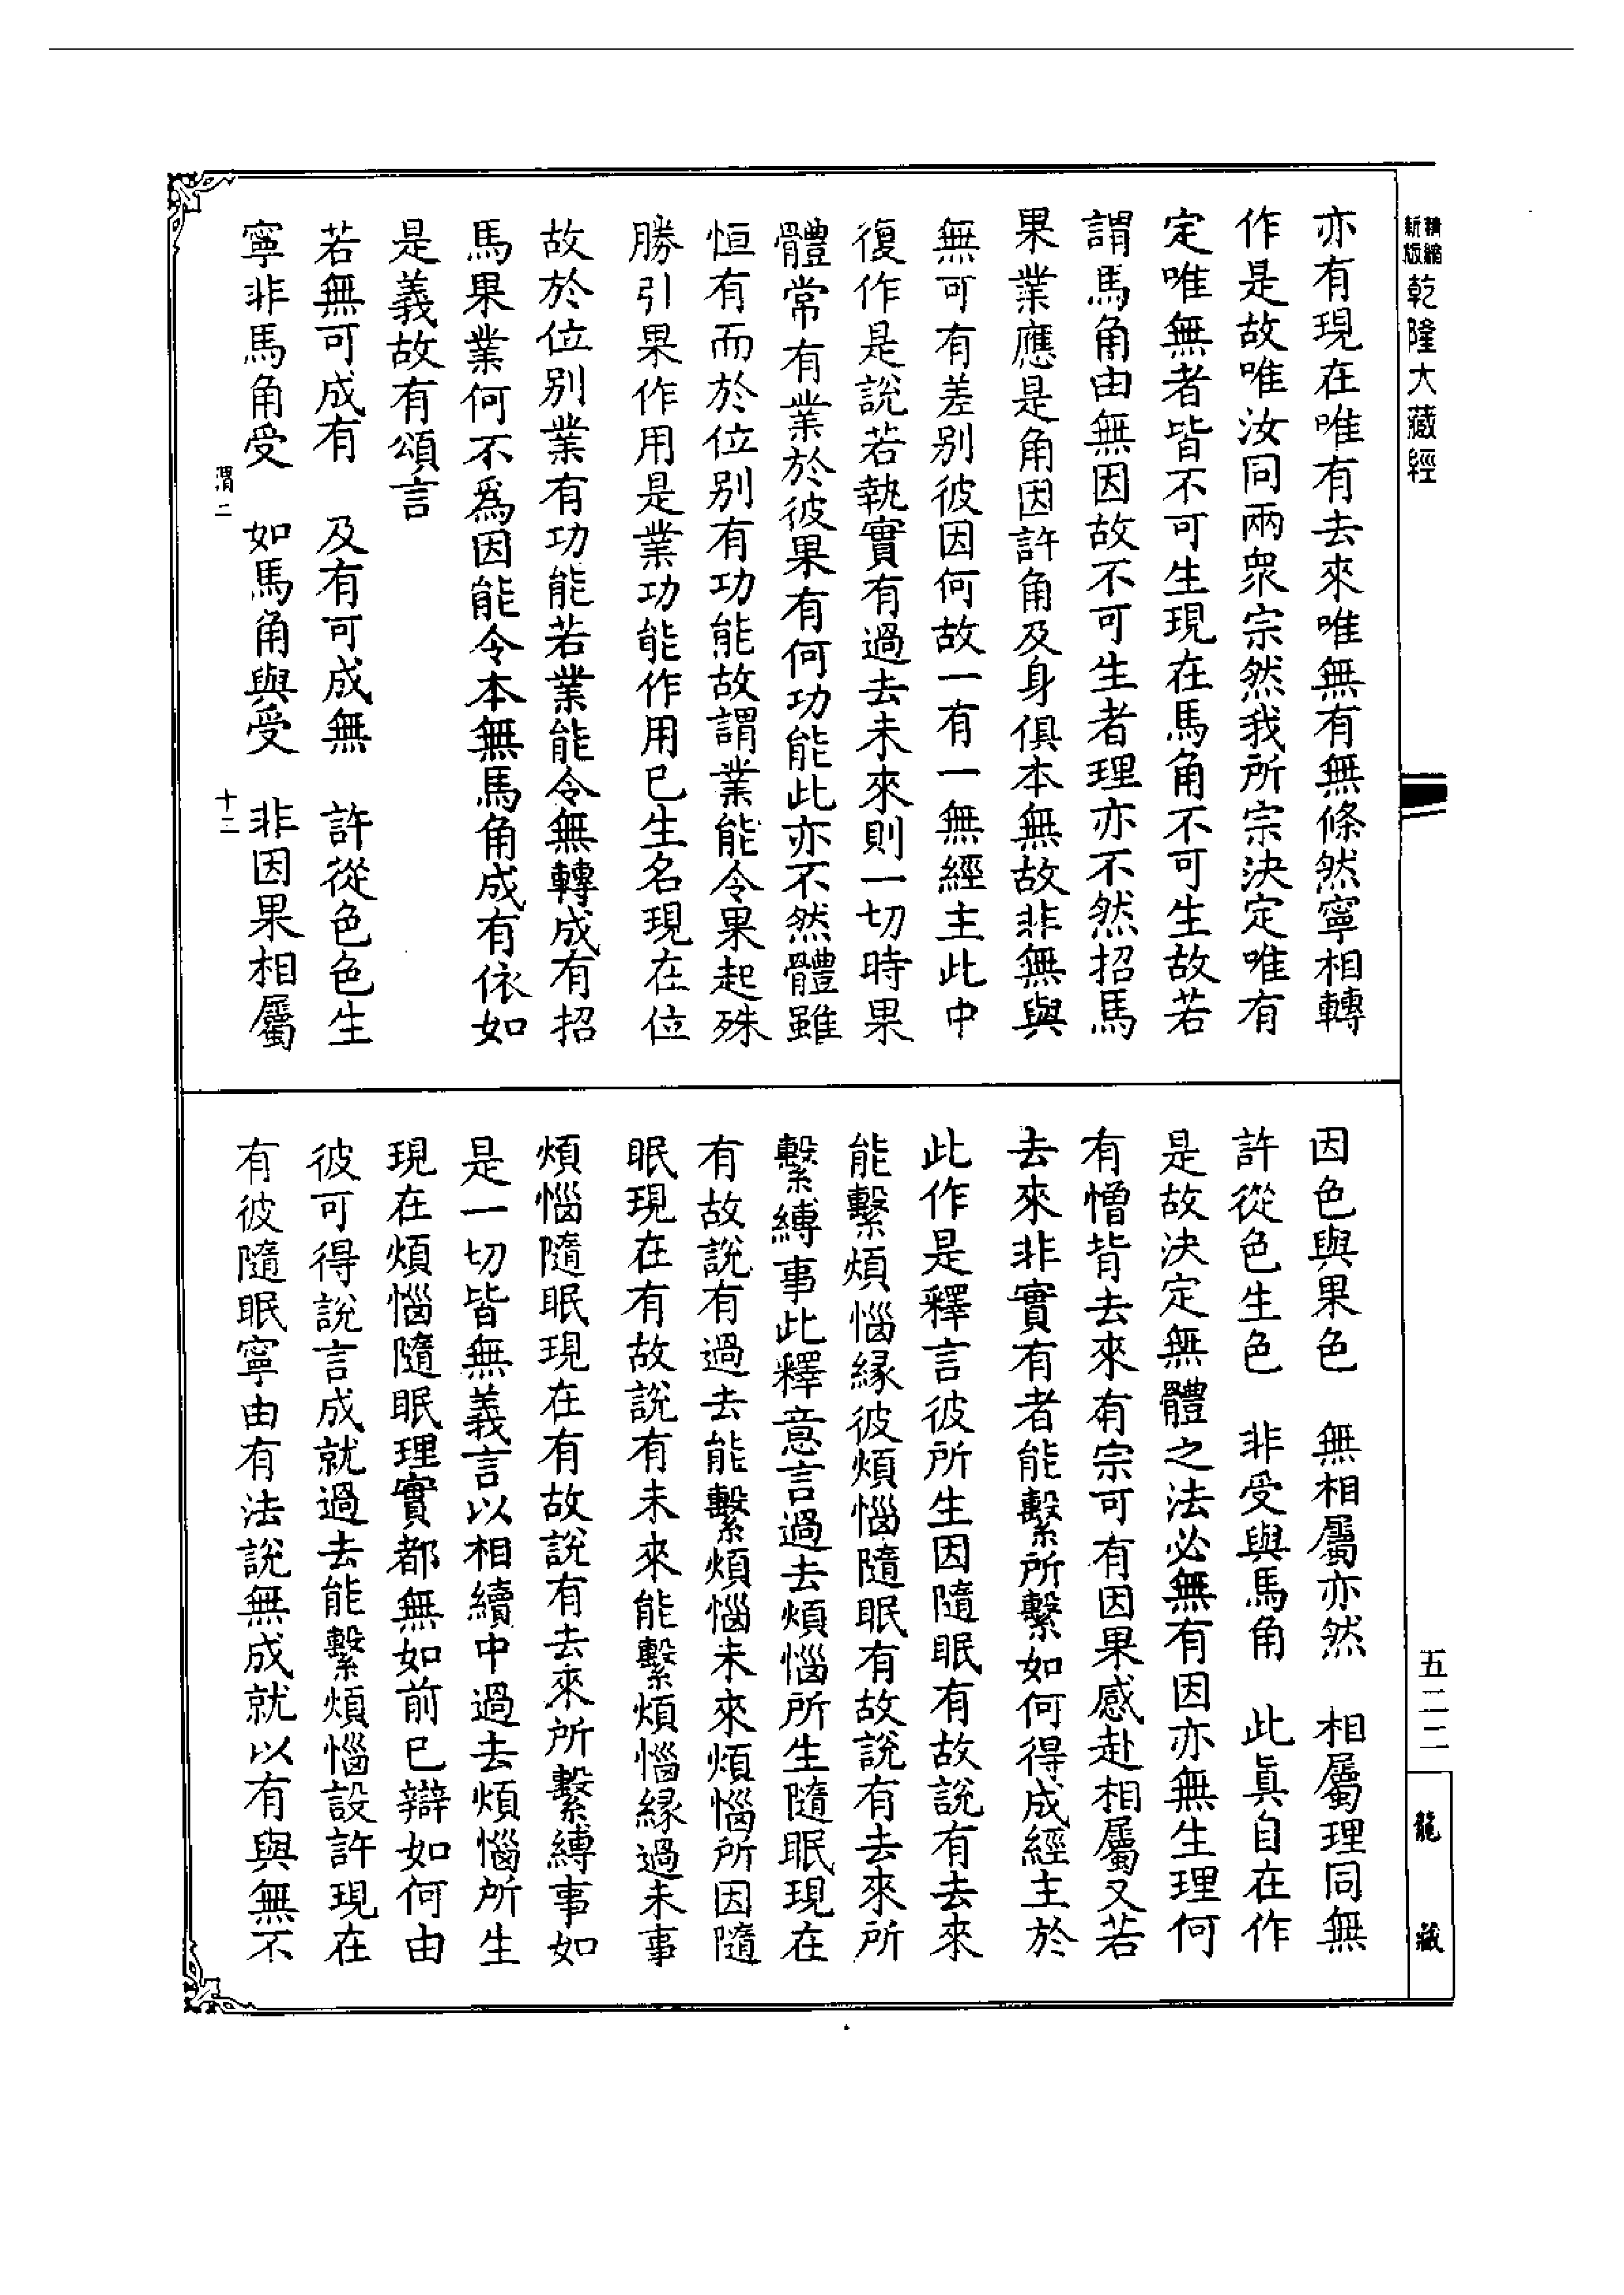 精縮新版乾隆大藏經
亦有現在唯有去來唯無有無條然寧相轉
作是故唯汝同兩衆宗然我所宗決定唯有
定唯無者皆不可生現在馬角不可生故若
謂馬角由無因故不可生者理亦不然招馬
果業應是角因許角及身俱本無故非無與
無可有差別彼因何故一有一無經主此中
復作是說若執實有過去未來則一切時果
體常有業於彼果有何功能此亦不然體雖
恒有而於位別有功能故謂業能令果起殊
勝引果作用是業功能作用已生名現在位
故於位別業有功能若業能令無轉成有招
馬果業何不爲因能令本無馬角成有依如
是義故有頌言
若無可成有　及有可成無　許從色色生
寧非馬角受　如馬角與受　非因果相屬
渭二　十二
因色與果色　無相屬亦然　相屬理同無
許從色生色　非受與馬角　此眞自在作
是故決定無體之法必無有因亦無生理何
有憎背去來有宗可有因果感赴相屬又若
去來非實有者能繫所繫如何得成經主於
此作是釋言彼所生因隨眠有故說有去來
能繫煩惱緣彼煩惱隨眠有故說有去來所
繫縛事此釋意言過去煩惱所生隨眠現在
有故說有過去能繫煩惱未來煩惱所因隨
眠現在有故說有未來能繫煩惱緣過未事
煩惱隨眠現在有故說有去來所繫縛事如
是一切皆無義言以相續中過去煩惱所生
現在煩惱隨眠理實都無如前已辯如何由
彼可得說言成就過去能繫煩惱設許現在
有彼隨眠寧由有法說無成就以有與無不
五二二
龍藏